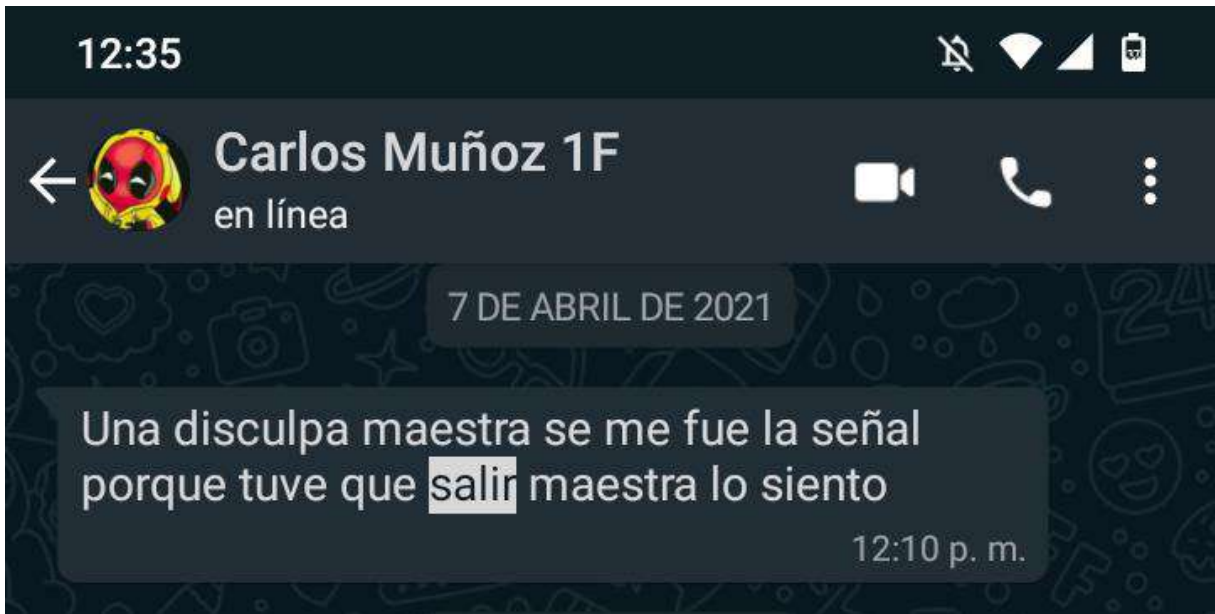 12:35
Carlos Muñoz 1F
en línea
7 DE ABRIL DE 2021
Una disculpa maestra se me fue la señal
porque tuve que salir maestra lo siento
12:10 p. m.